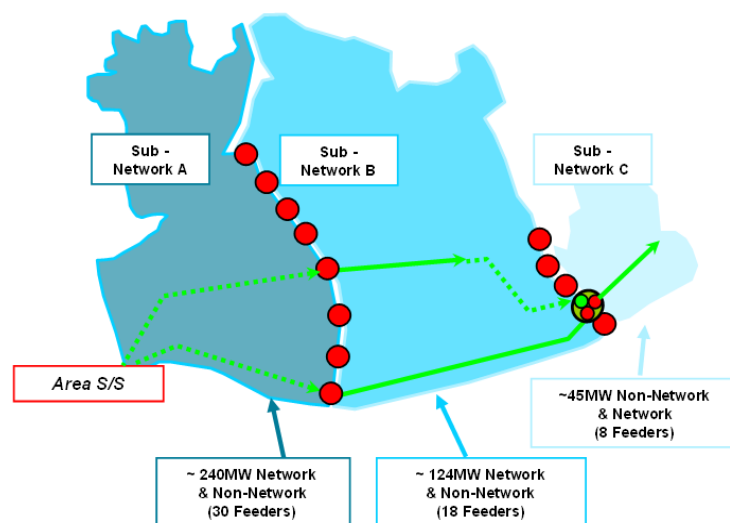 Sub -
Network A
Sub -
Network B
Sub -
Network C
Area S/S
~45MW Non-Network
& Network
(8 Feeders)
~ 240MW Network
& Non-Network
(30 Feeders)
~ 124MW Network
& Non-Network
(18 Feeders)